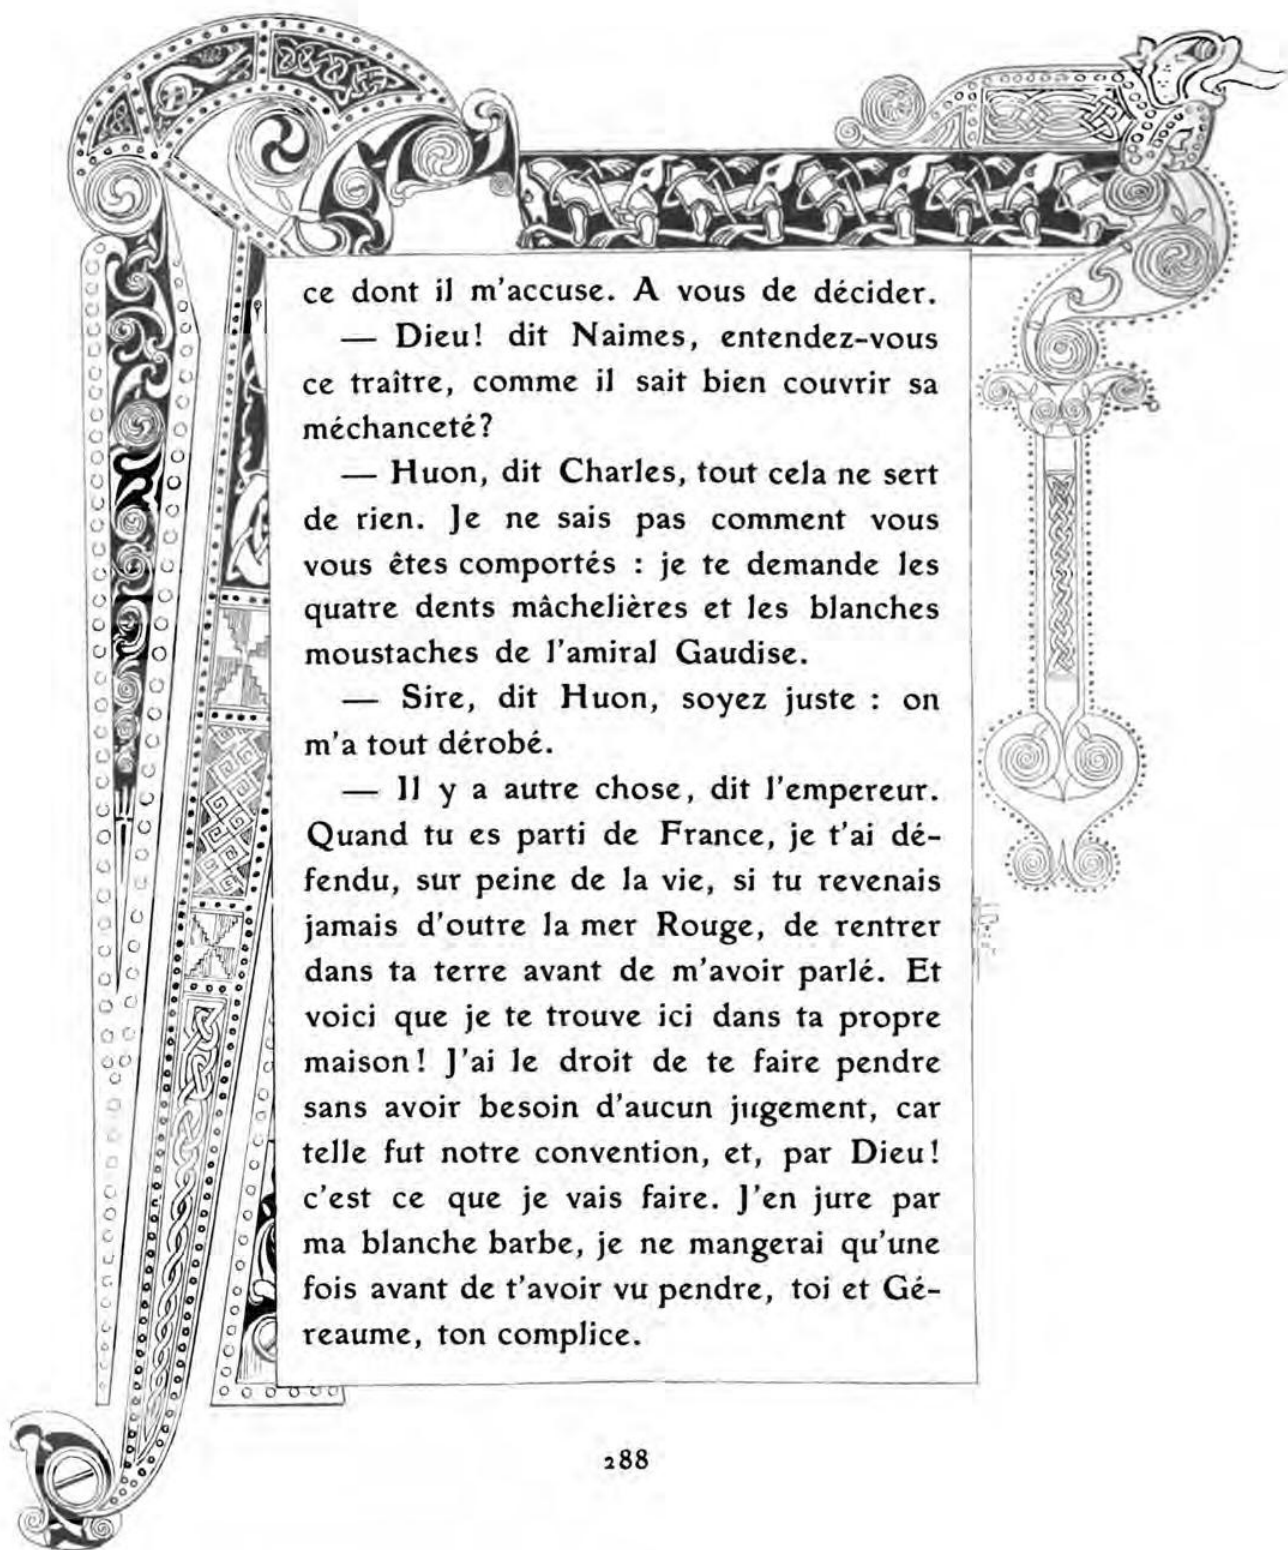 ce dont il m'accuse. A vous de décider.
— Dieu! dit Naimes, entendez-vous
ce traître, comme il sait bien couvrir sa
méchanceté?
— Huon, dit Charles, tout cela ne sert
de rien. Je ne sais pas comment vous
vous êtes comportés : je te demande les
quatre dents mâchelières et les blanches
moustaches de l'amiral Gaudise.
— Sire, dit Huon, soyez juste : on
m'a tout dérobé.
— Il y a autre chose, dit l'empereur.
Quand tu es parti de France, je t'ai dé-
fendu, sur peine de la vie, si tu revenais
jamais d'outre la mer Rouge, de rentrer
dans ta terre avant de m'avoir parlé. Et
voici que je te trouve ici dans ta propre
maison! J'ai le droit de te faire pendre
sans avoir besoin d'aucun jugement, car
telle fut notre convention, et, par Dieu!
c'est ce que je vais faire. J'en jure par
ma blanche barbe, je ne mangerai qu'une
fois avant de t'avoir vu pendre, toi et Gé-
reaume, ton complice.
288